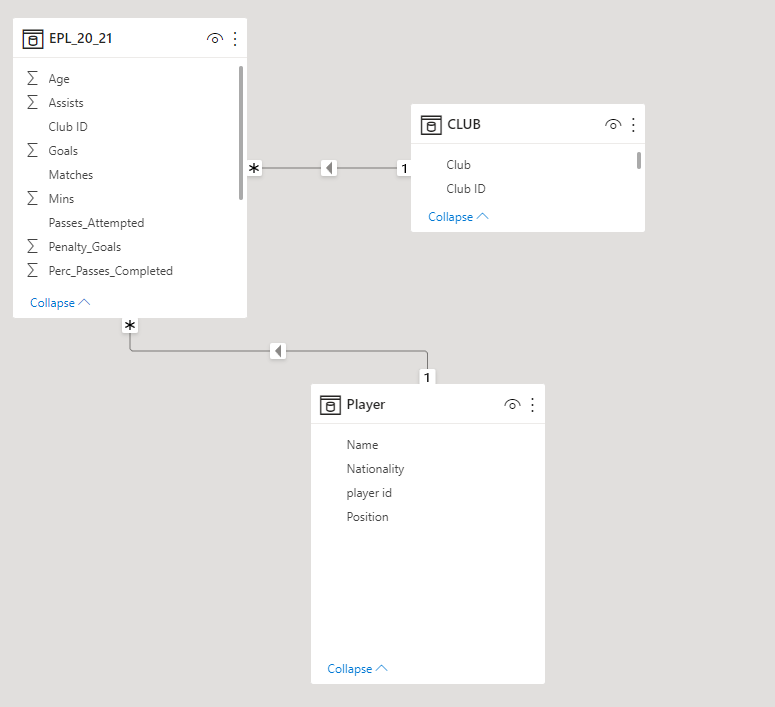 EPL_20_21
Age
Assists
Club ID
Goals
Matches
Mins
Passes_Attempted
Penalty_Goals
Perc_Passes_Completed
Collapse
*
1
CLUB
Club
Club ID
Collapse
*
1
Player
Name
Nationality
player id
Position
Collapse